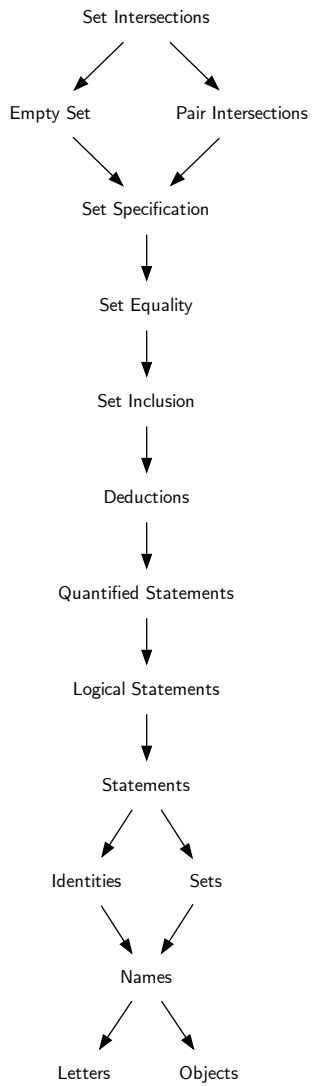 Set Intersections
Empty Set
Pair Intersections
Set Specification
Set Equality
Set Inclusion
Deductions
Quantified Statements
Logical Statements
Statements
Identities
Sets
Names
Letters
Objects